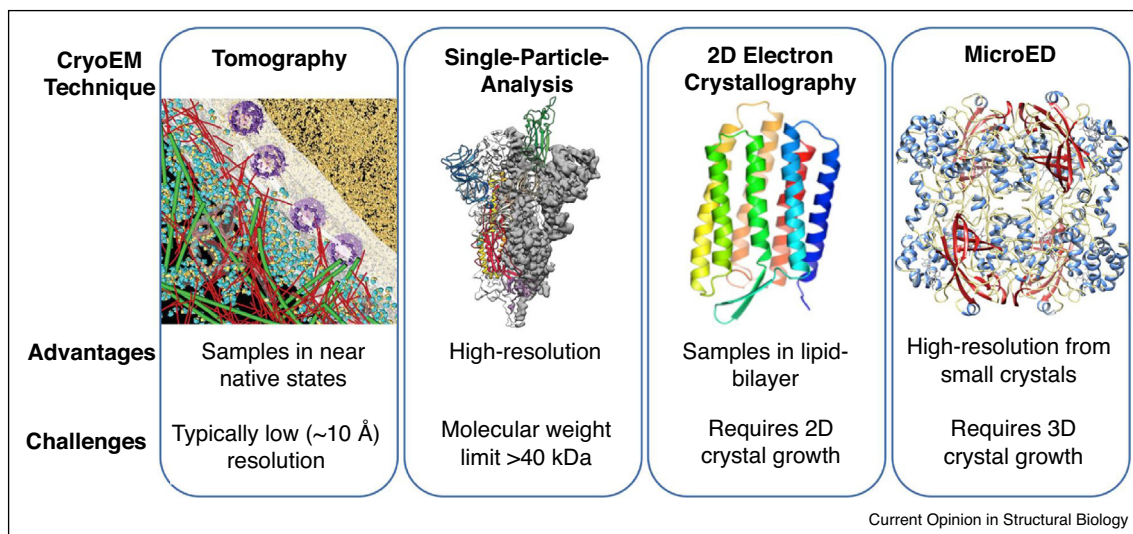 CryoEM
Technique
Tomography
Single-Particle-
Analysis
2D Electron
Crystallography
MicroED
Advantages
Samples in near
native states
High-resolution
Samples in lipid-
bilayer
High-resolution from
small crystals
Challenges
Typically low (~10 Å)
resolution
Molecular weight
limit >40 kDa
Requires 2D
crystal growth
Requires 3D
crystal growth
Current Opinion in Structural Biology